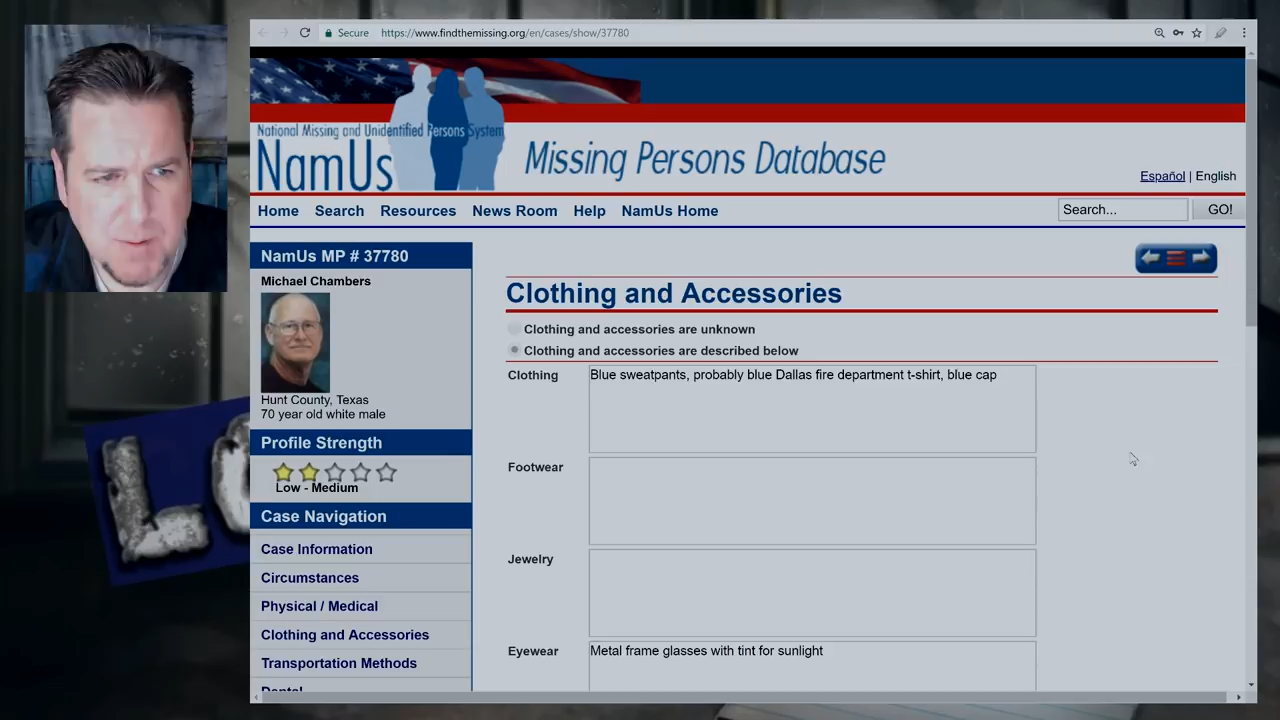 Secure https://www.findthemissing.org/en/cases/show/37780
National Missing and Unidentified Persons System
NamUs
Missing Persons Database
Español | English
Home Search Resources News Room Help NamUs Home
Search... GO!
NamUs MP # 37780
Michael Chambers
Hunt County, Texas
70 year old white male
Profile Strength
Low - Medium
Case Navigation
Case Information
Circumstances
Physical / Medical
Clothing and Accessories
Transportation Methods
Dental
Clothing and Accessories
Clothing and accessories are unknown
Clothing and accessories are described below
Clothing Blue sweatpants, probably blue Dallas fire department t-shirt, blue cap
Footwear
Jewelry
Eyewear Metal frame glasses with tint for sunlight